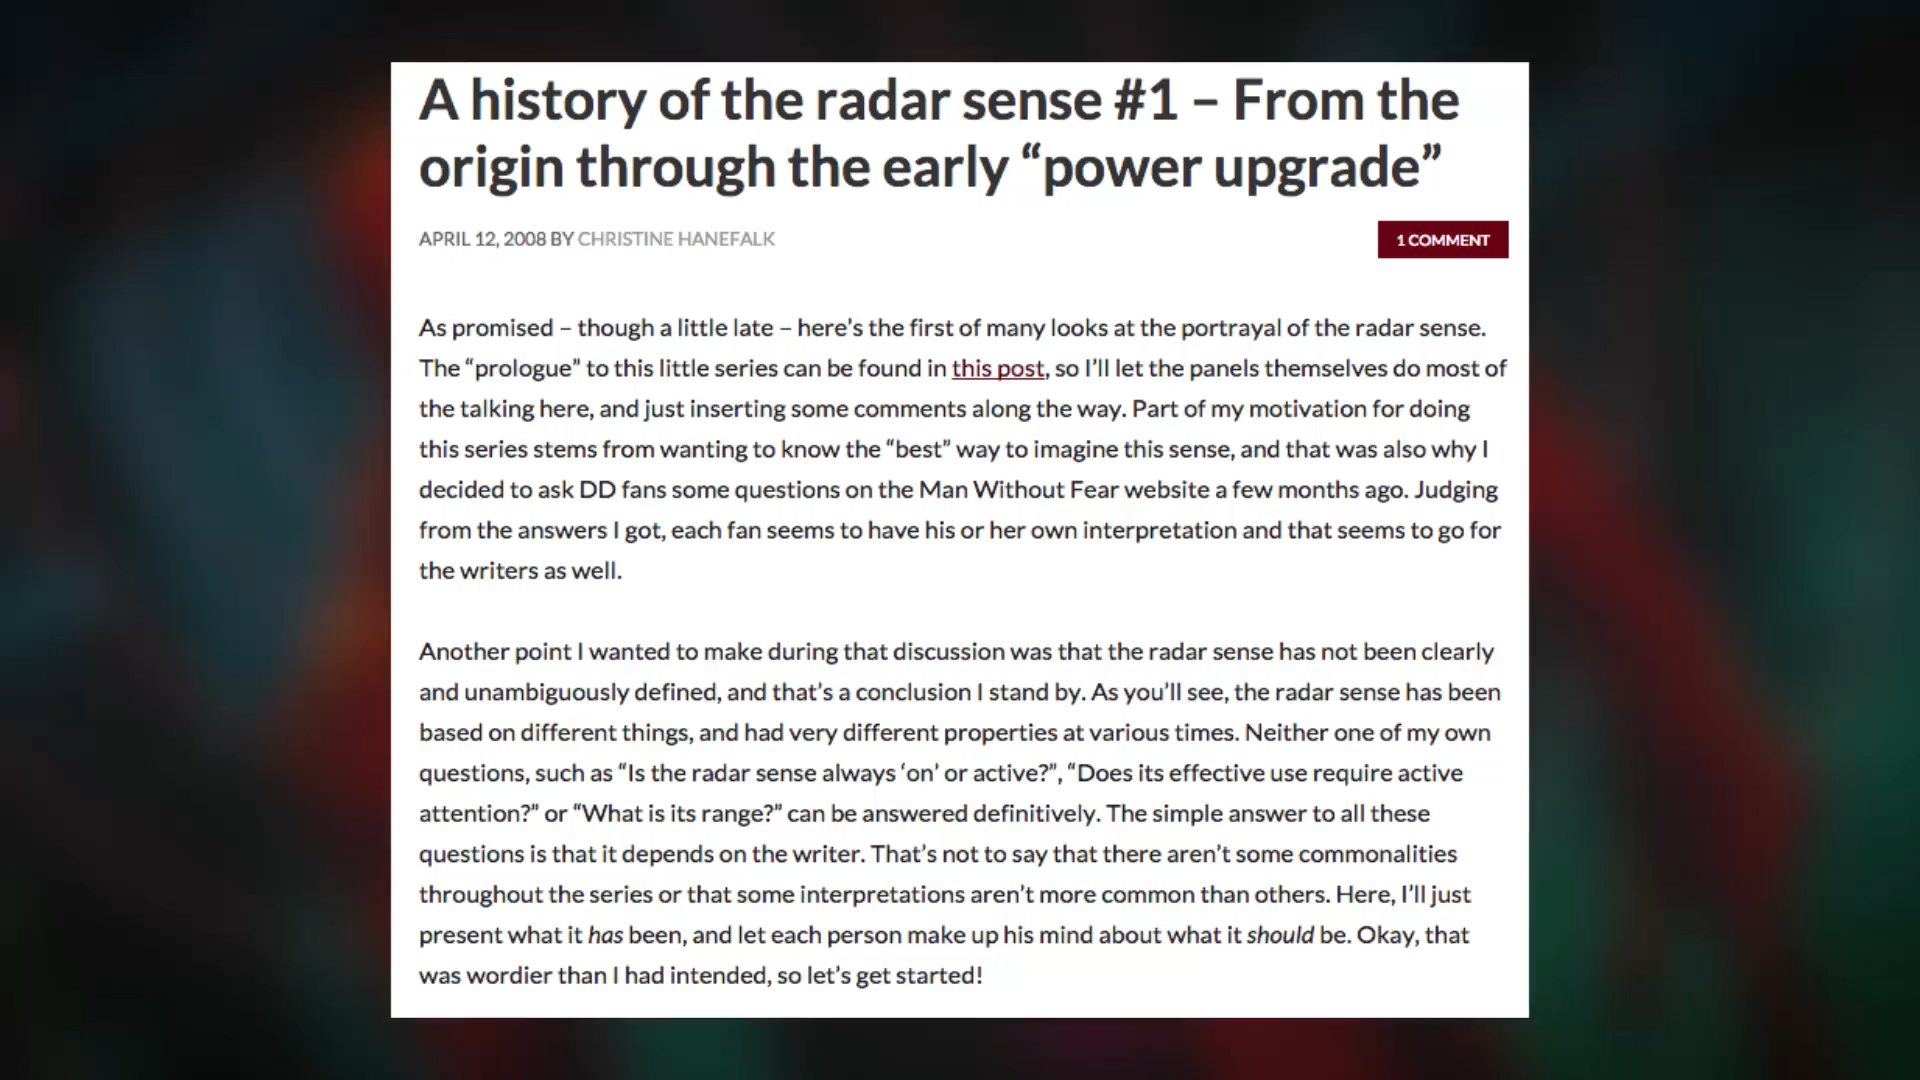 A history of the radar sense #1 – From the
origin through the early “power upgrade”
APRIL 12, 2008 BY CHRISTINE HANEFALK
1 COMMENT
As promised – though a little late – here’s the first of many looks at the portrayal of the radar sense.
The “prologue” to this little series can be found in this post, so I’ll let the panels themselves do most of
the talking here, and just inserting some comments along the way. Part of my motivation for doing
this series stems from wanting to know the “best” way to imagine this sense, and that was also why I
decided to ask DD fans some questions on the Man Without Fear website a few months ago. Judging
from the answers I got, each fan seems to have his or her own interpretation and that seems to go for
the writers as well.
Another point I wanted to make during that discussion was that the radar sense has not been clearly
and unambiguously defined, and that’s a conclusion I stand by. As you’ll see, the radar sense has been
based on different things, and had very different properties at various times. Neither one of my own
questions, such as “Is the radar sense always ‘on’ or active?”, “Does its effective use require active
attention?” or “What is its range?” can be answered definitively. The simple answer to all these
questions is that it depends on the writer. That’s not to say that there aren’t some commonalities
throughout the series or that some interpretations aren’t more common than others. Here, I’ll just
present what it has been, and let each person make up his mind about what it should be. Okay, that
was wordier than I had intended, so let’s get started!